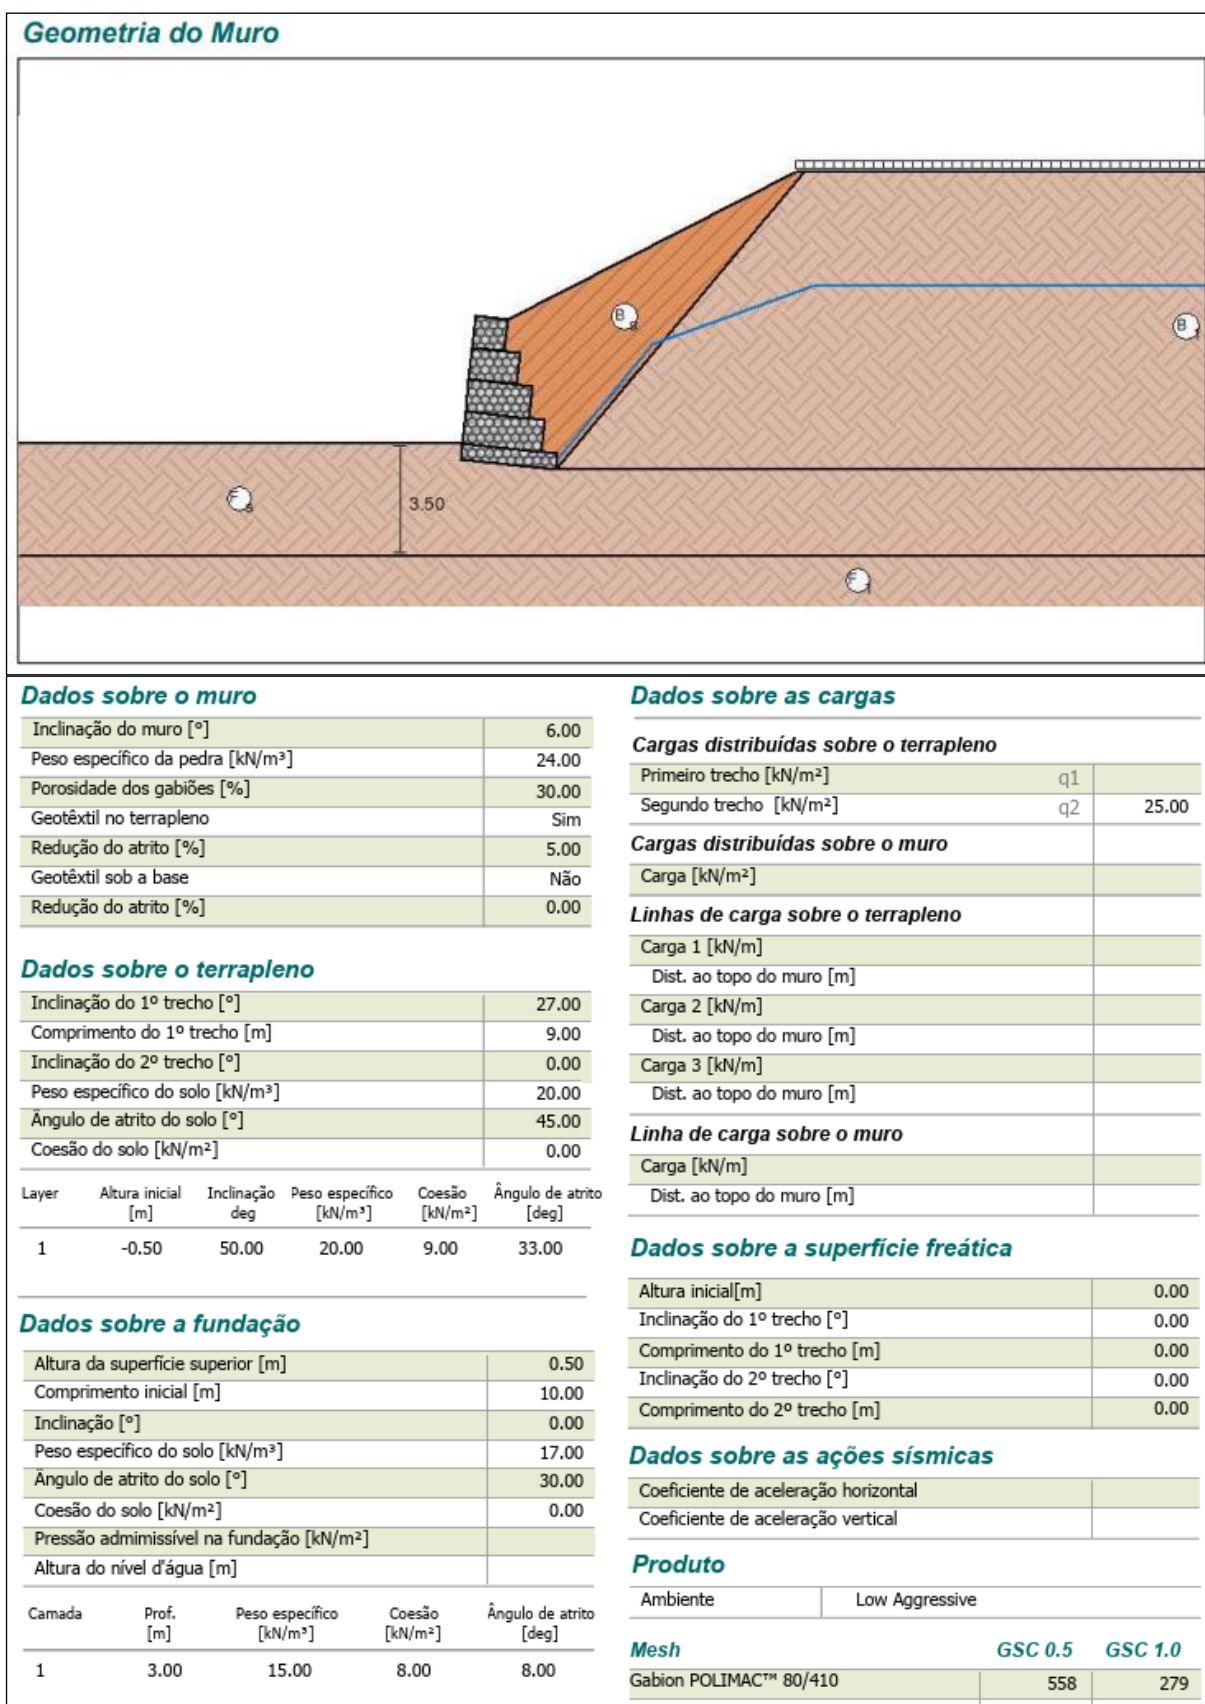 Geometria do Muro
B
s
B
1
F
s
3.50
F
1
Dados sobre o muro
Inclinação do muro [°] 6.00
Peso específico da pedra [kN/m³] 24.00
Porosidade dos gabiões [%] 30.00
Geotêxtil no terrapleno Sim
Redução do atrito [%] 5.00
Geotêxtil sob a base Não
Redução do atrito [%] 0.00
Dados sobre o terrapleno
Inclinação do 1º trecho [°] 27.00
Comprimento do 1º trecho [m] 9.00
Inclinação do 2º trecho [°] 0.00
Peso específico do solo [kN/m³] 20.00
Ângulo de atrito do solo [°] 45.00
Coesão do solo [kN/m²] 0.00
Layer Altura inicial Inclinação Peso específico Coesão Ângulo de atrito
[m] deg [kN/m³] [kN/m²] [deg]
1 -0.50 50.00 20.00 9.00 33.00
Dados sobre a fundação
Altura da superfície superior [m] 0.50
Comprimento inicial [m] 10.00
Inclinação [°] 0.00
Peso específico do solo [kN/m³] 17.00
Ângulo de atrito do solo [°] 30.00
Coesão do solo [kN/m²] 0.00
Pressão admimissível na fundação [kN/m²]
Altura do nível d'água [m]
Camada Prof. Peso específico Coesão Ângulo de atrito
[m] [kN/m³] [kN/m²] [deg]
1 3.00 15.00 8.00 8.00
Dados sobre as cargas
Cargas distribuídas sobre o terrapleno
Primeiro trecho [kN/m²] q1
Segundo trecho [kN/m²] q2 25.00
Cargas distribuídas sobre o muro
Carga [kN/m²]
Linhas de carga sobre o terrapleno
Carga 1 [kN/m]
Dist. ao topo do muro [m]
Carga 2 [kN/m]
Dist. ao topo do muro [m]
Carga 3 [kN/m]
Dist. ao topo do muro [m]
Linha de carga sobre o muro
Carga [kN/m]
Dist. ao topo do muro [m]
Dados sobre a superfície freática
Altura inicial[m] 0.00
Inclinação do 1º trecho [°] 0.00
Comprimento do 1º trecho [m] 0.00
Inclinação do 2º trecho [°] 0.00
Comprimento do 2º trecho [m] 0.00
Dados sobre as ações sísmicas
Coeficiente de aceleração horizontal
Coeficiente de aceleração vertical
Produto
Ambiente Low Aggressive
Mesh GSC 0.5 GSC 1.0
Gabion POLIMAC™ 80/410 558 279